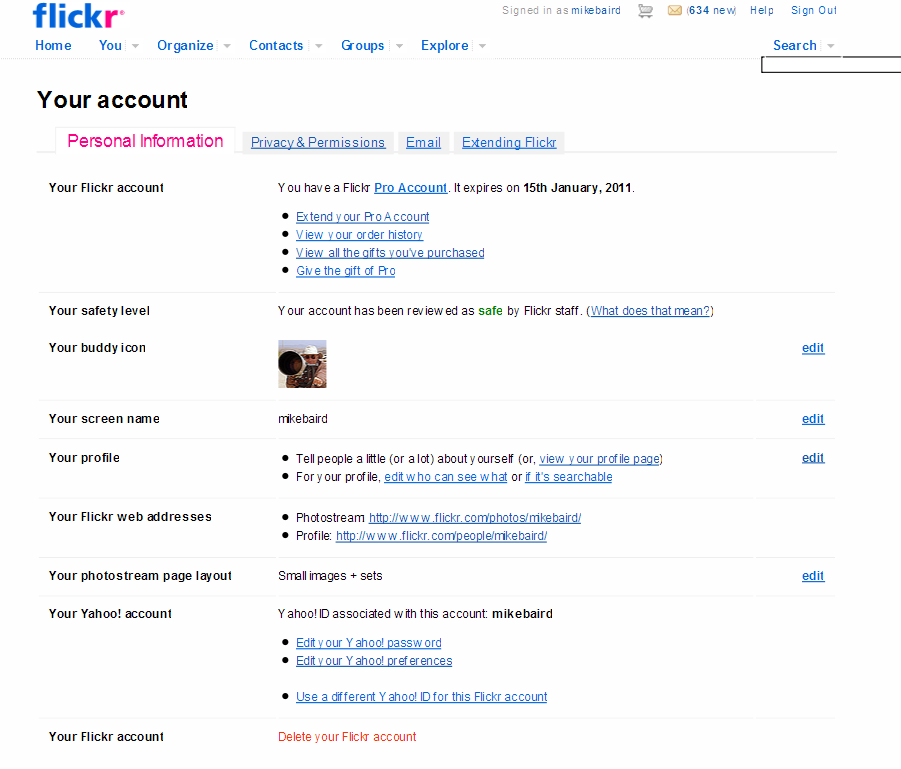 flickr
Signed in as mikebaird (634 new) Help Sign Out
Home You Organize Contacts Groups Explore Search
Your account
Personal Information Privacy & Permissions Email Extending Flickr
Your Flickr account You have a Flickr Pro Account. It expires on 15th January, 2011.
Extend your Pro Account
View your order history
View all the gifts you've purchased
Give the gift of Pro
Your safety level Your account has been reviewed as safe by Flickr staff. (What does that mean?)
Your buddy icon edit
Your screen name mikebaird edit
Your profile Tell people a little (or a lot) about yourself (or, view your profile page) edit
For your profile, edit who can see what or if it's searchable
Your Flickr web addresses Photostream: http://www.flickr.com/photos/mikebaird/
Profile: http://www.flickr.com/people/mikebaird/
Your photostream page layout Small images + sets edit
Your Yahoo! account Yahoo! ID associated with this account: mikebaird
Edit your Yahoo! password
Edit your Yahoo! preferences
Use a different Yahoo! ID for this Flickr account
Your Flickr account Delete your Flickr account